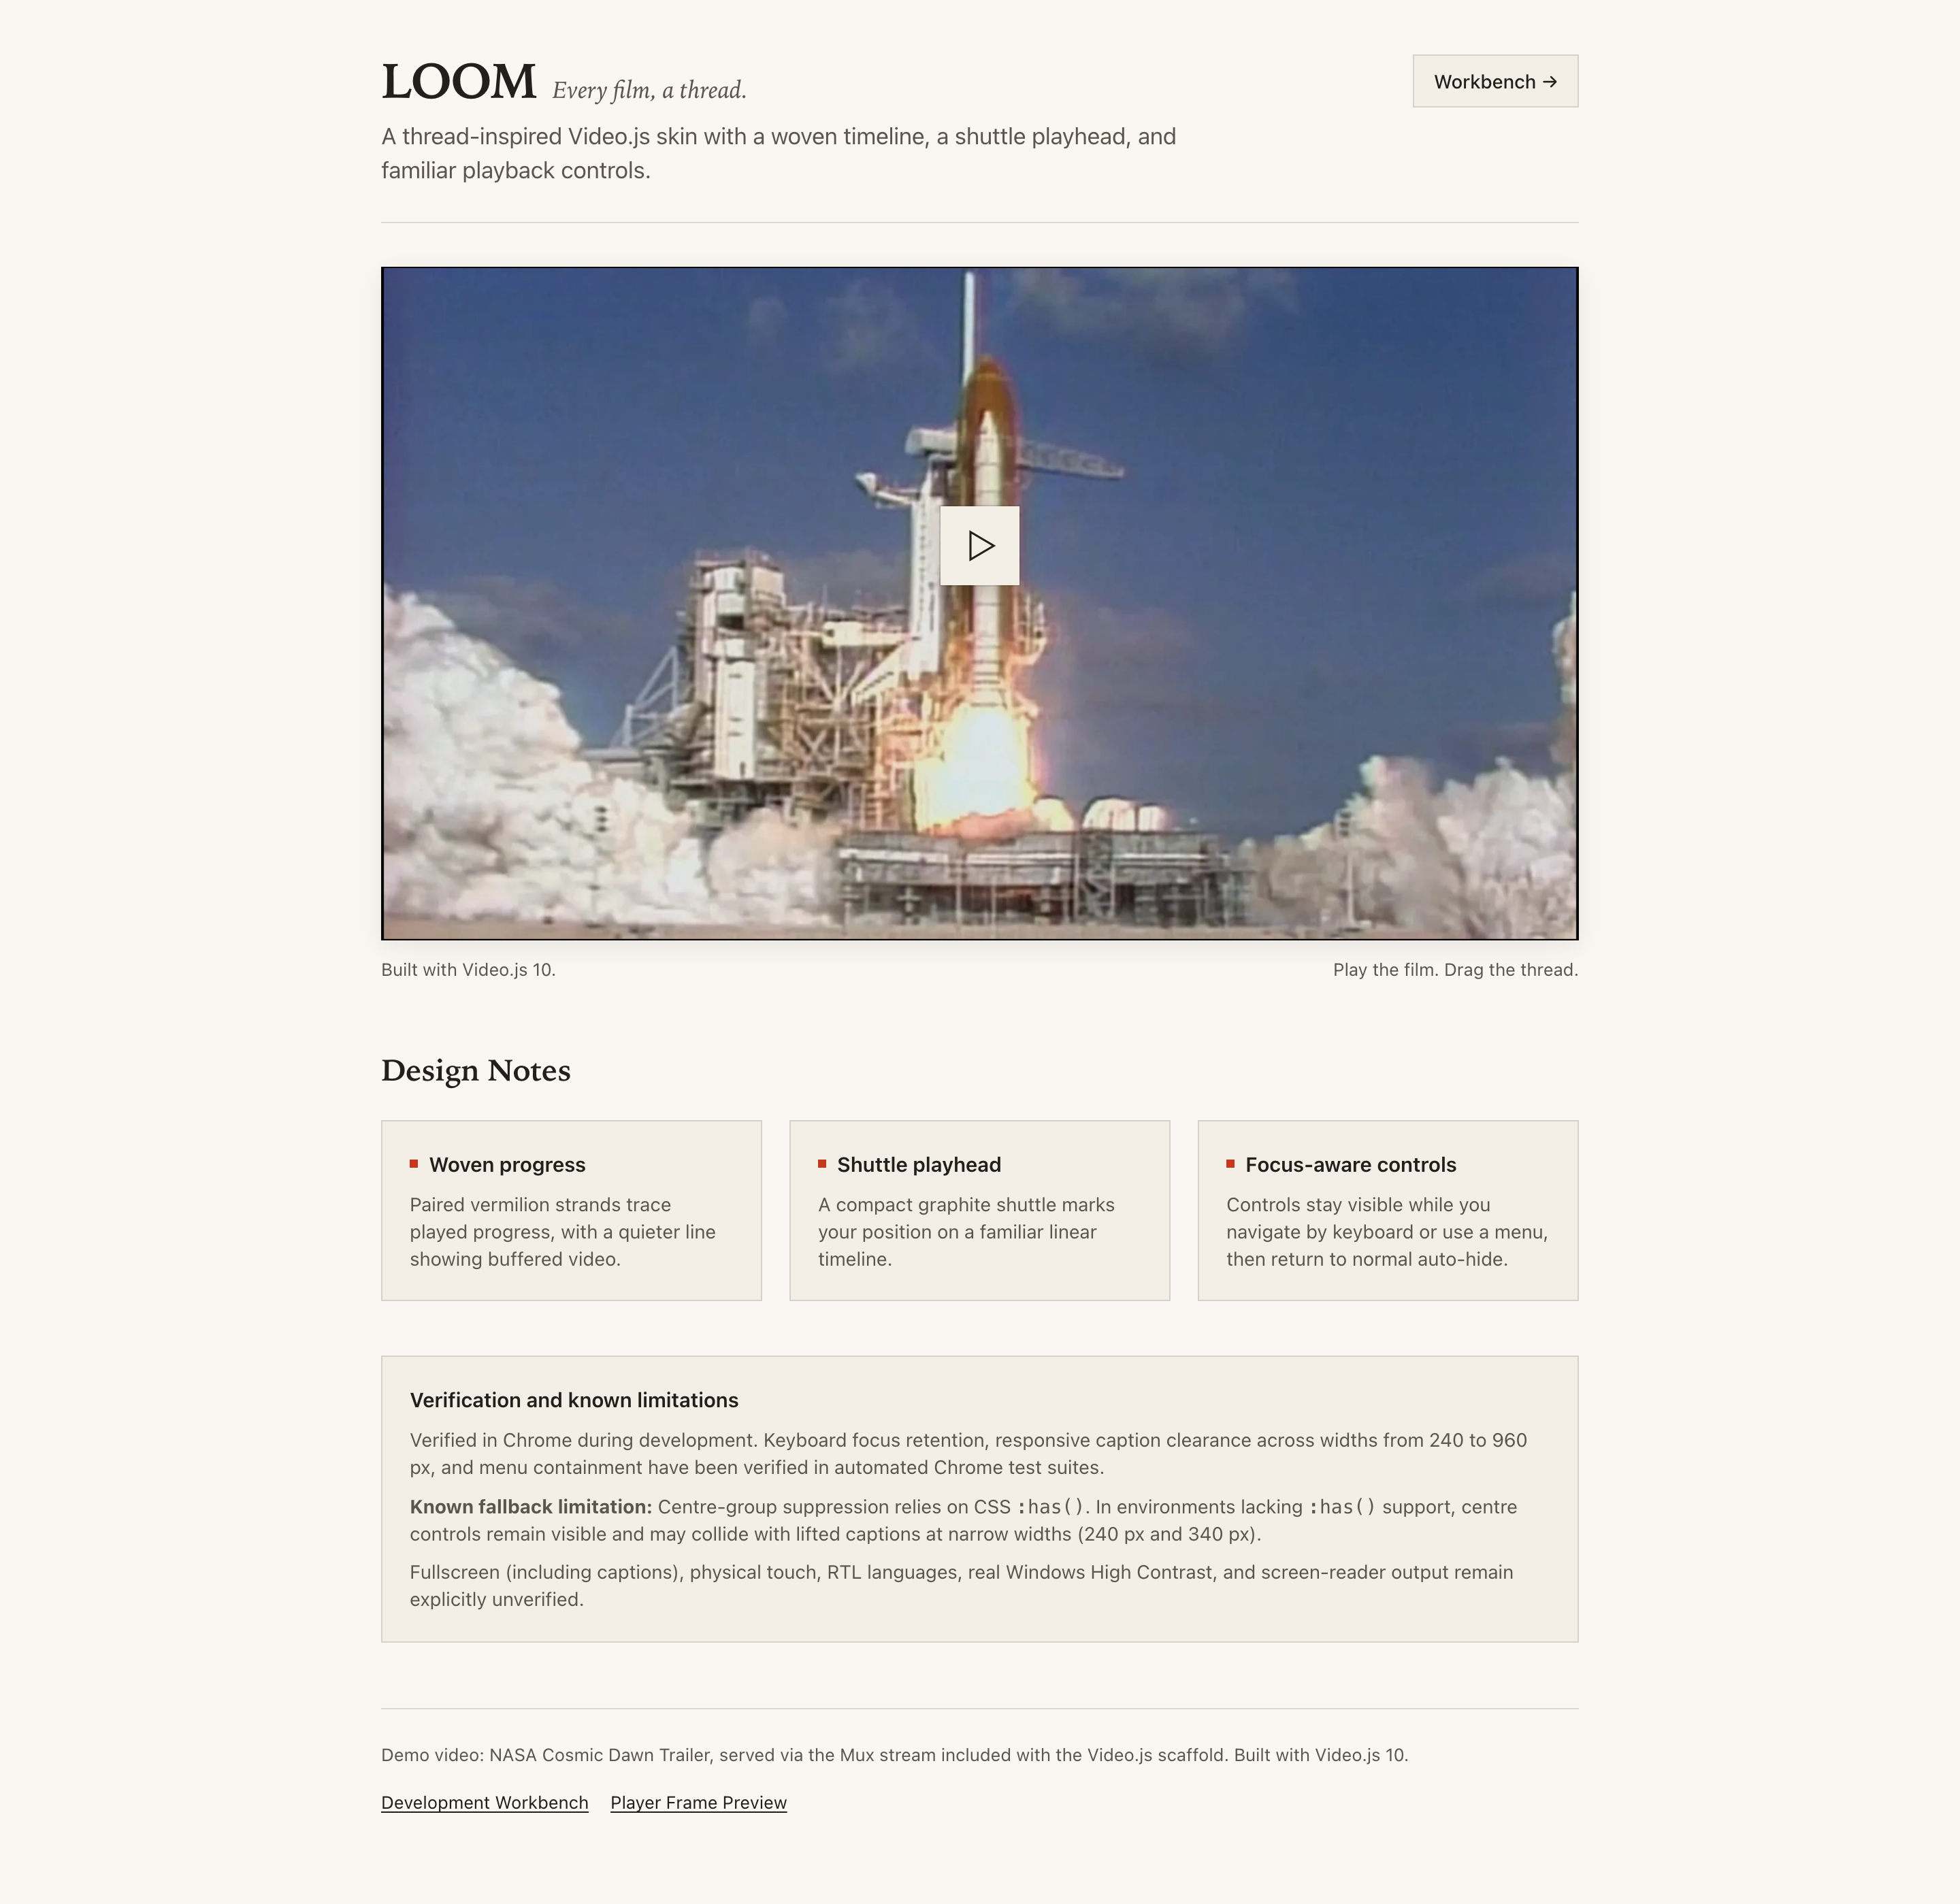 LOOM Every film, a thread.
Workbench →
A thread-inspired Video.js skin with a woven timeline, a shuttle playhead, and
familiar playback controls.
Built with Video.js 10.
Play the film. Drag the thread.
Design Notes
Woven progress
Paired vermilion strands trace
played progress, with a quieter line
showing buffered video.
Shuttle playhead
A compact graphite shuttle marks
your position on a familiar linear
timeline.
Focus-aware controls
Controls stay visible while you
navigate by keyboard or use a menu,
then return to normal auto-hide.
Verification and known limitations
Verified in Chrome during development. Keyboard focus retention, responsive caption clearance across widths from 240 to 960
px, and menu containment have been verified in automated Chrome test suites.
Known fallback limitation: Centre-group suppression relies on CSS :has(). In environments lacking :has() support, centre
controls remain visible and may collide with lifted captions at narrow widths (240 px and 340 px).
Fullscreen (including captions), physical touch, RTL languages, real Windows High Contrast, and screen-reader output remain
explicitly unverified.
Demo video: NASA Cosmic Dawn Trailer, served via the Mux stream included with the Video.js scaffold. Built with Video.js 10.
Development Workbench Player Frame Preview